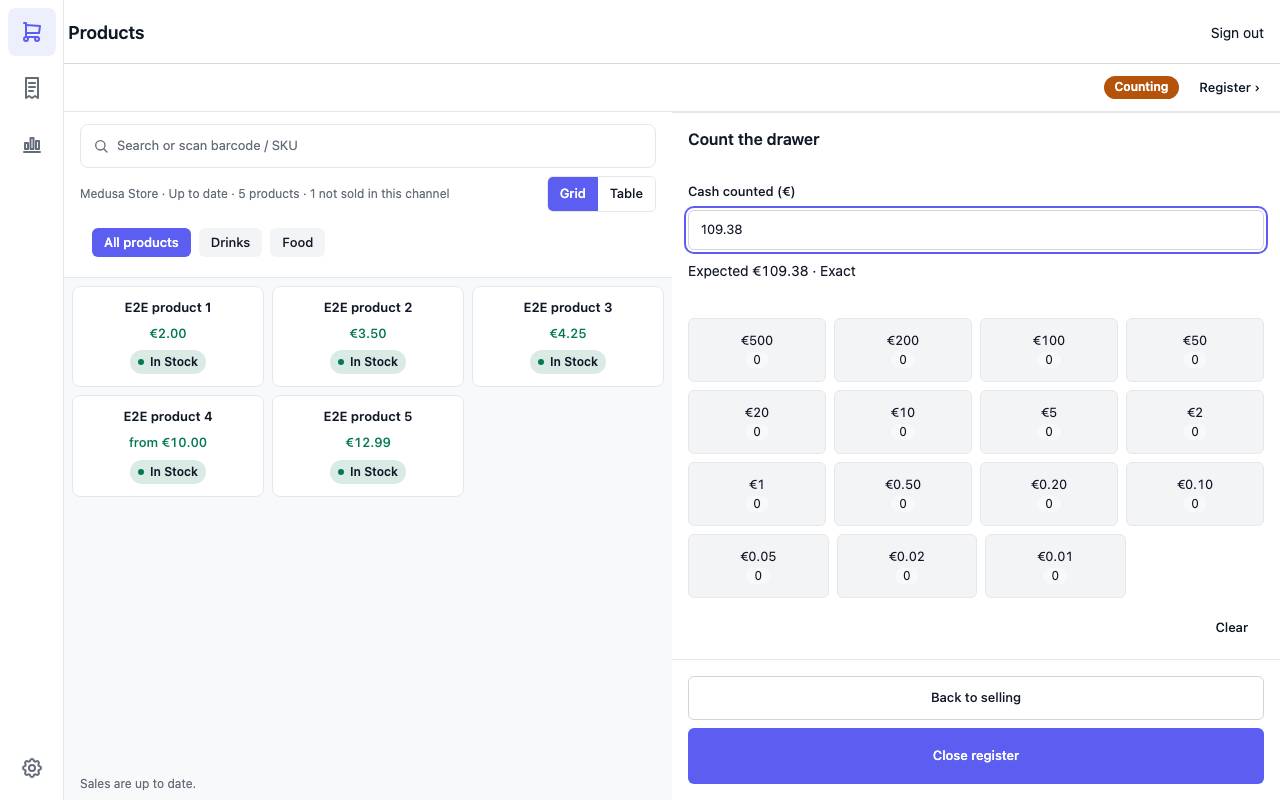 Products
Sign out
Counting
Register ›
Search or scan barcode / SKU
Medusa Store · Up to date · 5 products · 1 not sold in this channel
Grid
Table
All products
Drinks
Food
E2E product 1
€2.00
In Stock
E2E product 2
€3.50
In Stock
E2E product 3
€4.25
In Stock
E2E product 4
from €10.00
In Stock
E2E product 5
€12.99
In Stock
Sales are up to date.
Count the drawer
Cash counted (€)
109.38
Expected €109.38 · Exact
€500
0
€200
0
€100
0
€50
0
€20
0
€10
0
€5
0
€2
0
€1
0
€0.50
0
€0.20
0
€0.10
0
€0.05
0
€0.02
0
€0.01
0
Clear
Back to selling
Close register